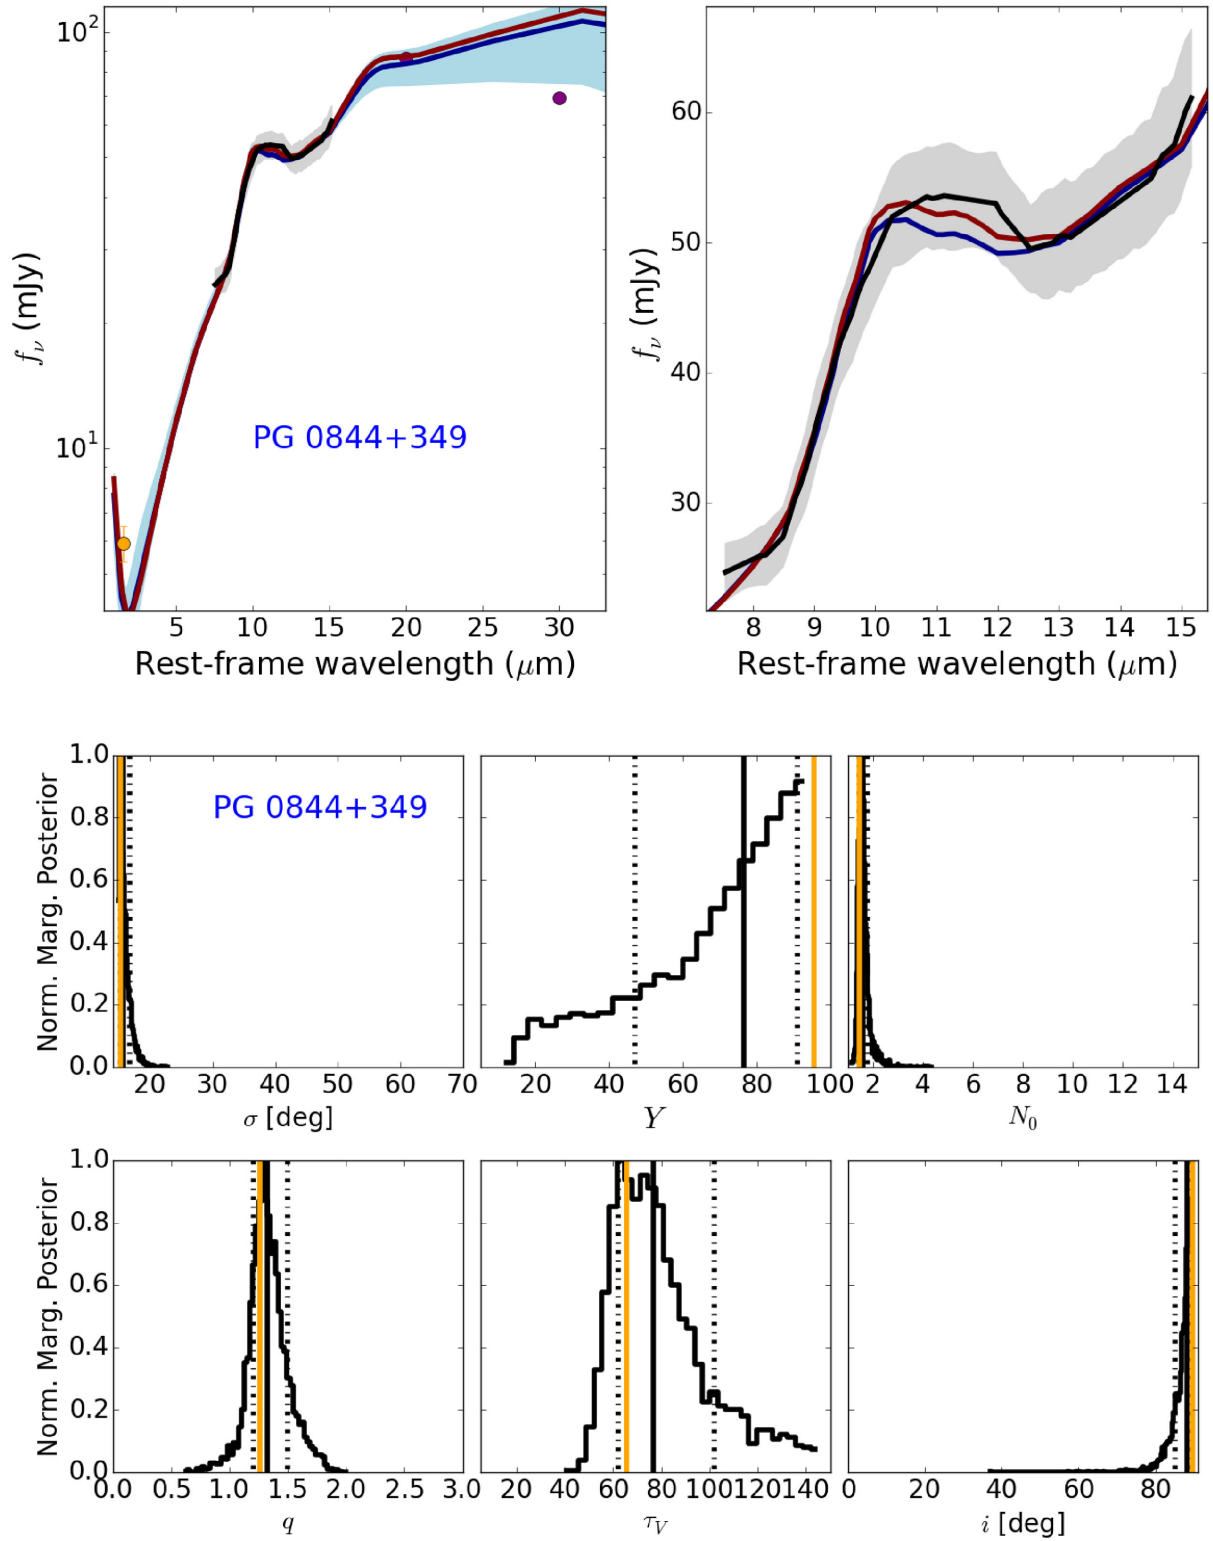 10²
10¹
f_ν (mJy)
PG 0844+349
5 10 15 20 25 30
Rest-frame wavelength (μm)
60
50
40
30
f_ν (mJy)
8 9 10 11 12 13 14 15
Rest-frame wavelength (μm)
1.0
0.8
0.6
0.4
0.2
0.0
Norm. Marg. Posterior
PG 0844+349
20 30 40 50 60 70
σ [deg]
20 40 60 80 100
Y
2 4 6 8 10 12 14
N₀
1.0
0.8
0.6
0.4
0.2
0.0
Norm. Marg. Posterior
0.0 0.5 1.0 1.5 2.0 2.5 3.0
q
20 40 60 80 100 120 140
τ_V
0 20 40 60 80
i [deg]